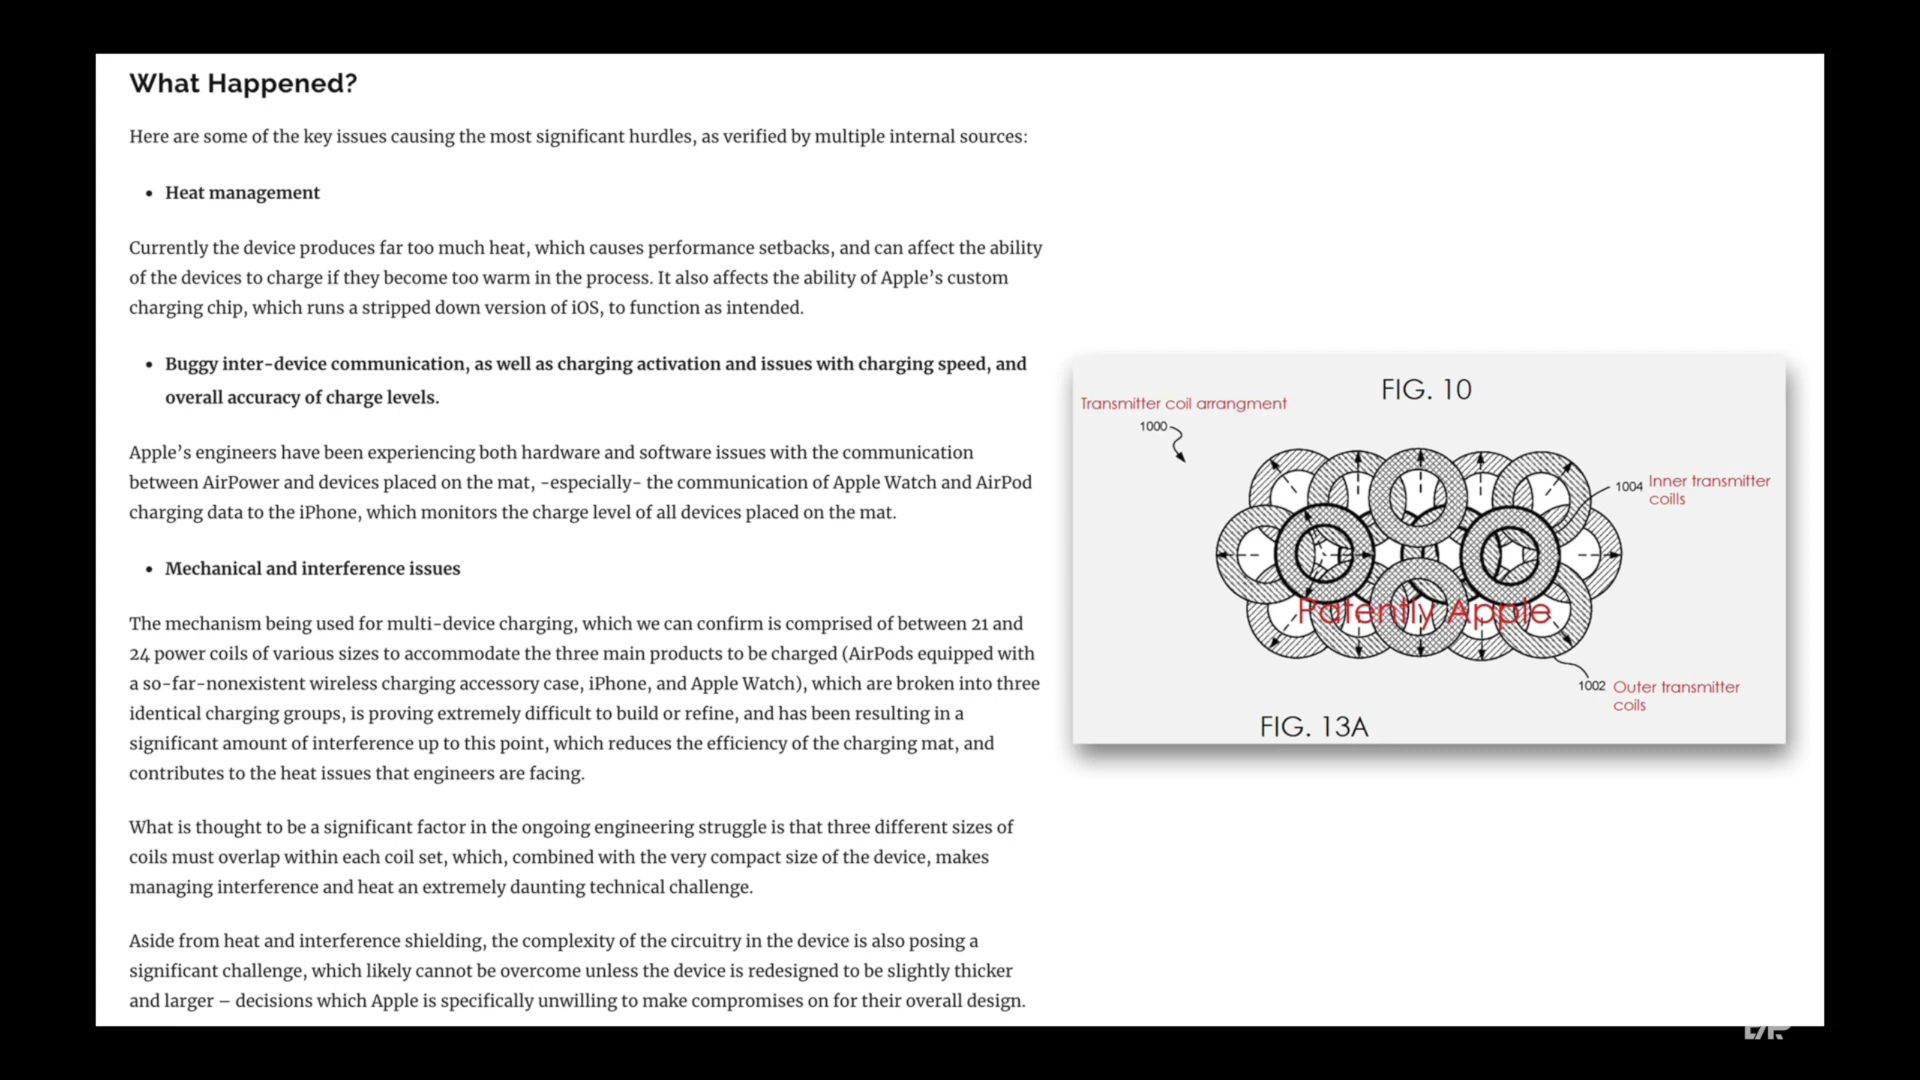 What Happened?
Here are some of the key issues causing the most significant hurdles, as verified by multiple internal sources:
• Heat management
Currently the device produces far too much heat, which causes performance setbacks, and can affect the ability
of the devices to charge if they become too warm in the process. It also affects the ability of Apple’s custom
charging chip, which runs a stripped down version of iOS, to function as intended.
• Buggy inter-device communication, as well as charging activation and issues with charging speed, and
overall accuracy of charge levels.
Apple’s engineers have been experiencing both hardware and software issues with the communication
between AirPower and devices placed on the mat, -especially- the communication of Apple Watch and AirPod
charging data to the iPhone, which monitors the charge level of all devices placed on the mat.
• Mechanical and interference issues
The mechanism being used for multi-device charging, which we can confirm is comprised of between 21 and
24 power coils of various sizes to accommodate the three main products to be charged (AirPods equipped with
a so-far-nonexistent wireless charging accessory case, iPhone, and Apple Watch), which are broken into three
identical charging groups, is proving extremely difficult to build or refine, and has been resulting in a
significant amount of interference up to this point, which reduces the efficiency of the charging mat, and
contributes to the heat issues that engineers are facing.
What is thought to be a significant factor in the ongoing engineering struggle is that three different sizes of
coils must overlap within each coil set, which, combined with the very compact size of the device, makes
managing interference and heat an extremely daunting technical challenge.
Aside from heat and interference shielding, the complexity of the circuitry in the device is also posing a
significant challenge, which likely cannot be overcome unless the device is redesigned to be slightly thicker
and larger – decisions which Apple is specifically unwilling to make compromises on for their overall design.
FIG. 10
Transmitter coil arrangment
1000
1004 Inner transmitter
coills
Patently Apple
1002 Outer transmitter
coils
FIG. 13A